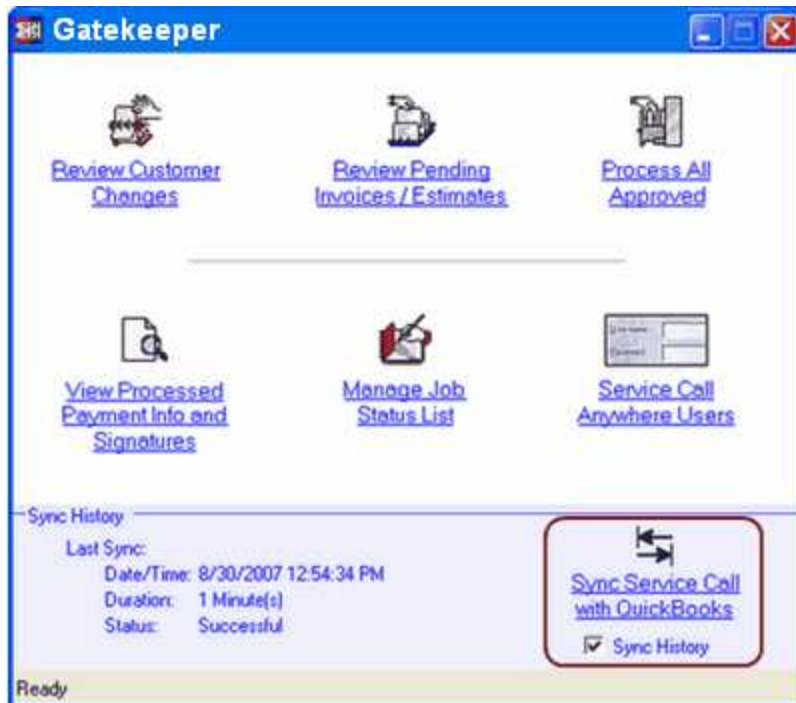 Gatekeeper
Review Customer
Changes
Review Pending
Invoices / Estimates
Process All
Approved
View Processed
Payment Info and
Signatures
Manage Job
Status List
Service Call
Anywhere Users
Sync History
Last Sync:
Date/Time: 8/30/2007 12:54:34 PM
Duration: 1 Minute(s)
Status: Successful
Sync Service Call
with QuickBooks
Sync History
Ready